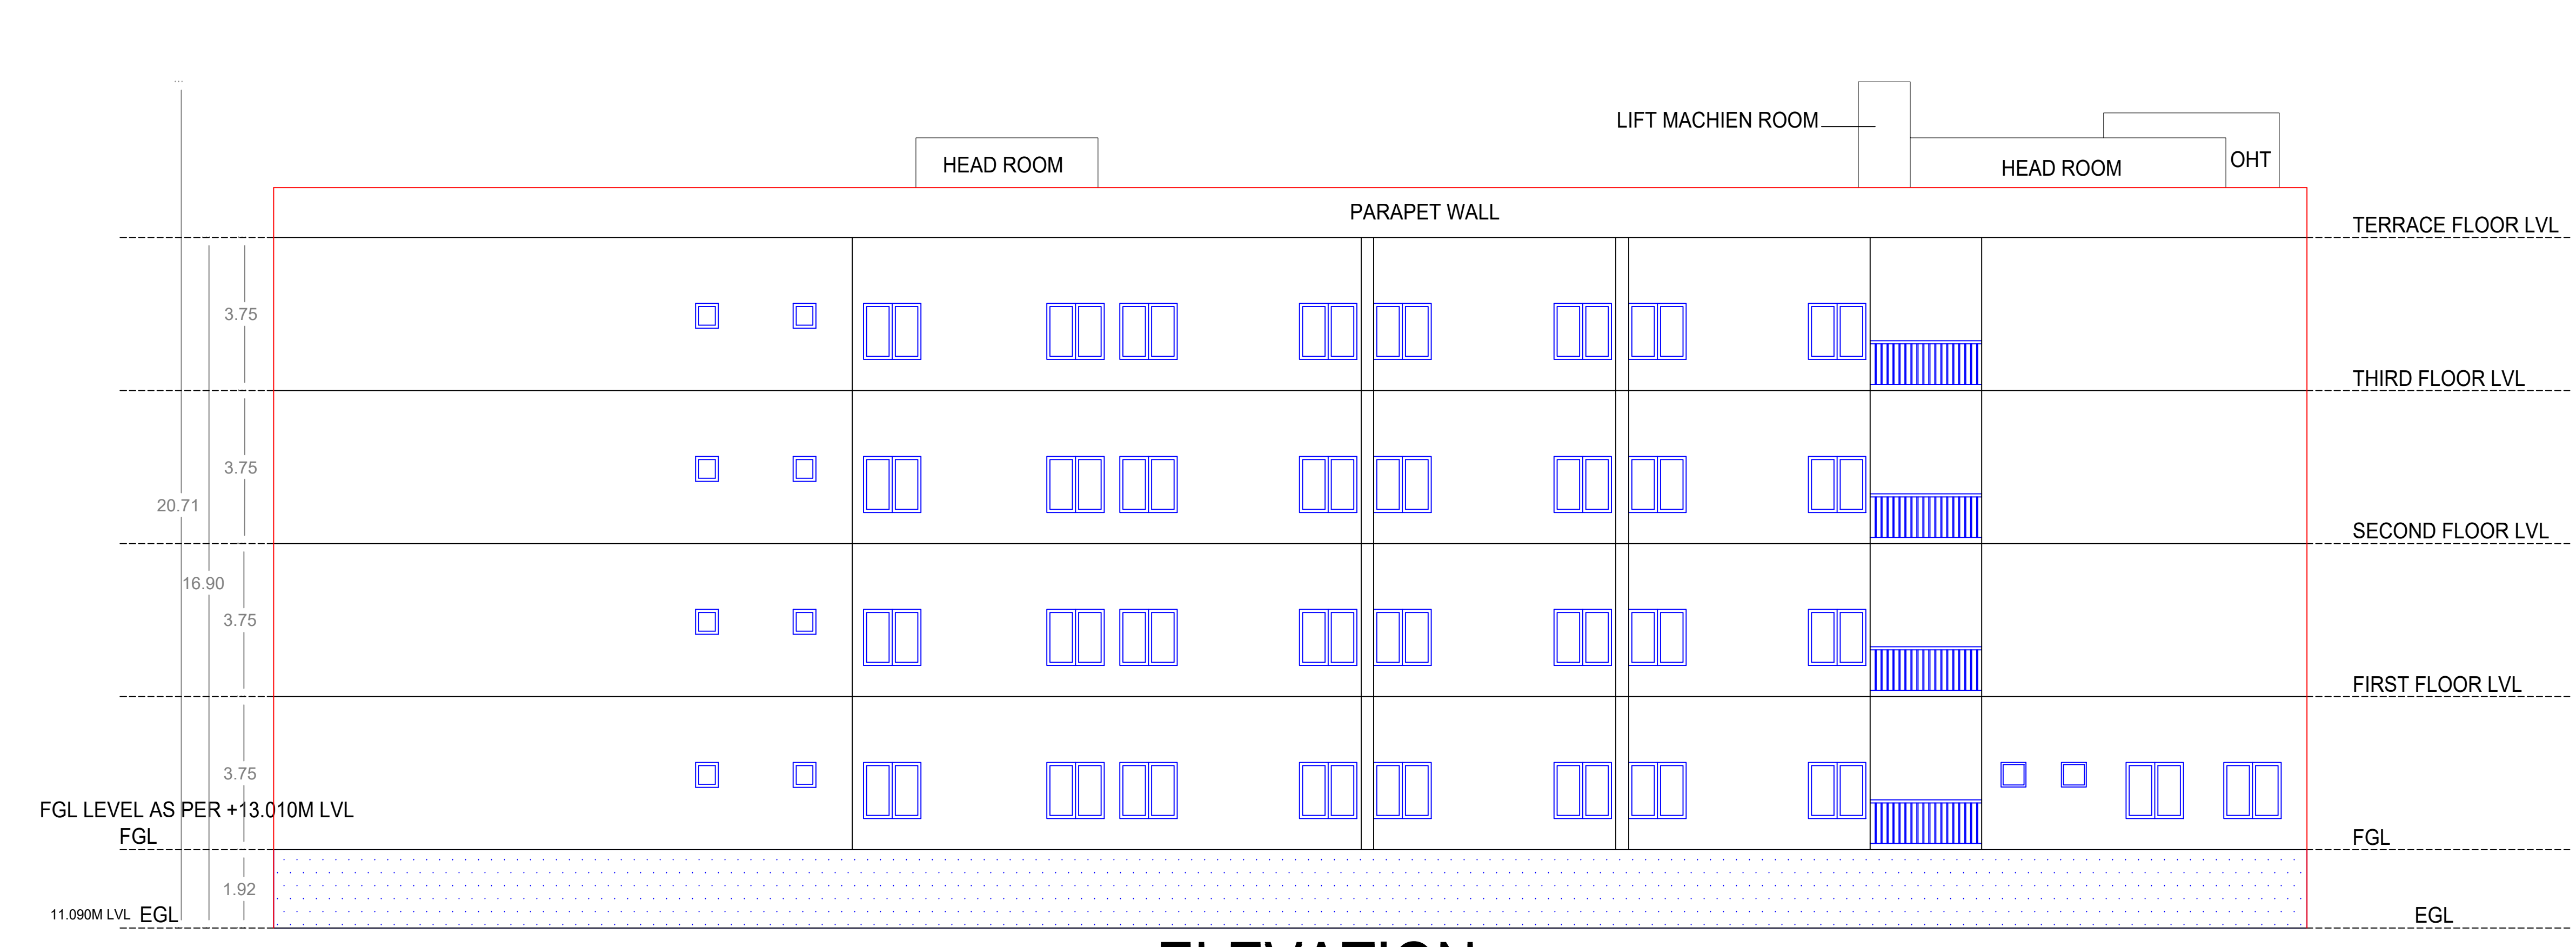 ...
LIFT MACHIEN ROOM
HEAD ROOM
HEAD ROOM
OHT
PARAPET WALL
TERRACE FLOOR LVL
3.75
THIRD FLOOR LVL
3.75
20.71
SECOND FLOOR LVL
16.90
3.75
FIRST FLOOR LVL
3.75
FGL LEVEL AS PER +13.010M LVL
FGL
FGL
1.92
11.090M LVL
EGL
EGL
ELEVATION